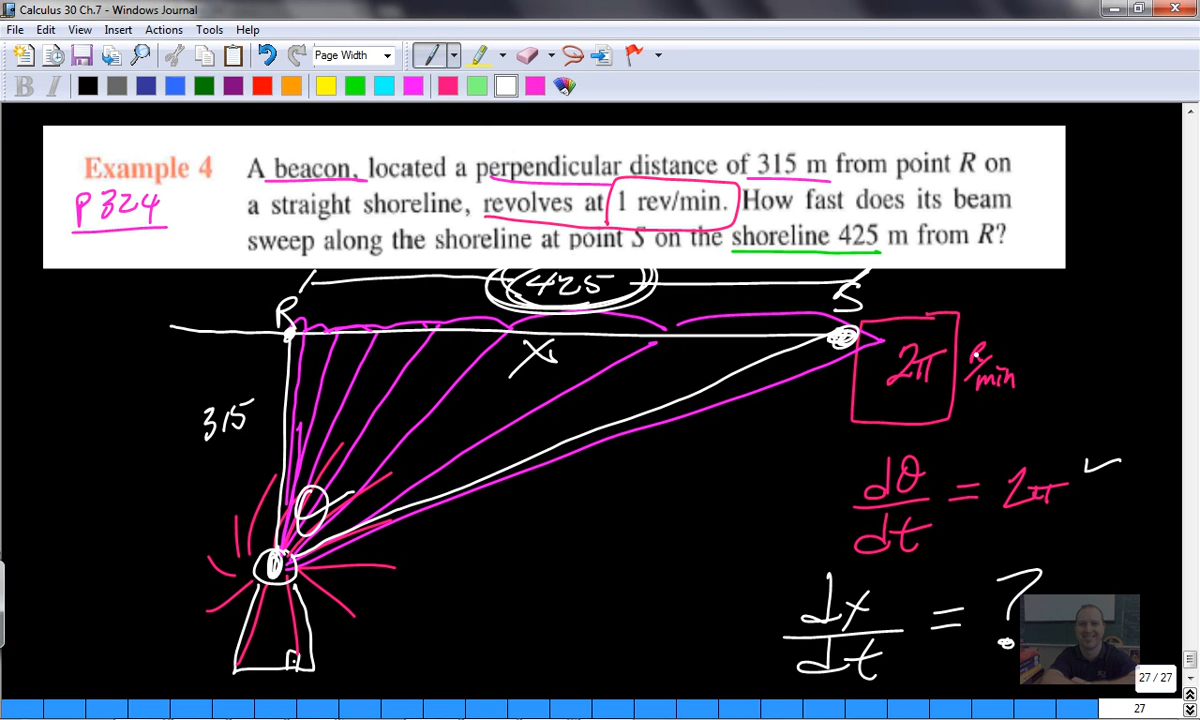 Calculus 30 Ch.7 - Windows Journal
File Edit View Insert Actions Tools Help
Page Width
B I
Example 4 A beacon, located a perpendicular distance of 315 m from point R on
P324 a straight shoreline, revolves at 1 rev/min. How fast does its beam
sweep along the shoreline at point S on the shoreline 425 m from R?
425
R S
x
2π R/min
315
θ
dθ/dt = 2π ✓
dx/dt = ?
27 / 27
27